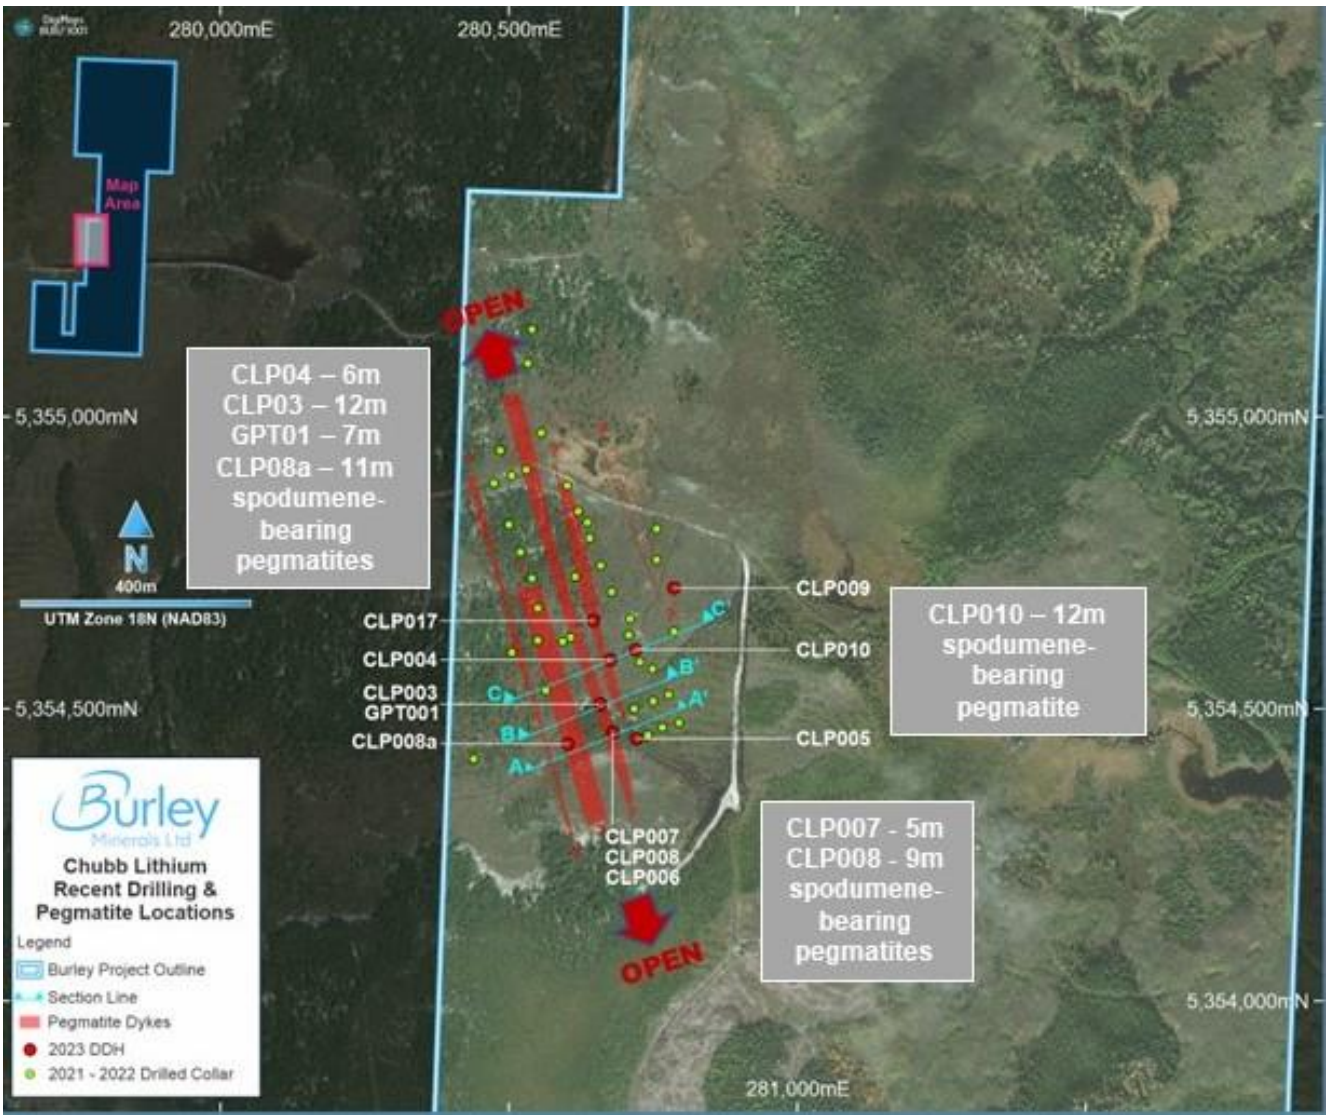 DigiMaps
280,000mE
280,500mE
Map
Area
OPEN
CLP04 – 6m
CLP03 – 12m
GPT01 – 7m
CLP08a – 11m
spodumene-
bearing
pegmatites
5,355,000mN
5,355,000mN
N
400m
UTM Zone 18N (NAD83)
CLP009
CLP017
CLP010
CLP004
CLP003
GPT001
CLP008a
CLP005
C
C'
B
B'
A
A'
CLP010 – 12m
spodumene-
bearing
pegmatite
5,354,500mN
5,354,500mN
CLP007
CLP008
CLP006
CLP007 - 5m
CLP008 - 9m
spodumene-
bearing
pegmatites
OPEN
5,354,000mN
281,000mE
Burley
Minerals Ltd
Chubb Lithium
Recent Drilling &
Pegmatite Locations
Legend
Burley Project Outline
Section Line
Pegmatite Dykes
2023 DDH
2021 - 2022 Drilled Collar